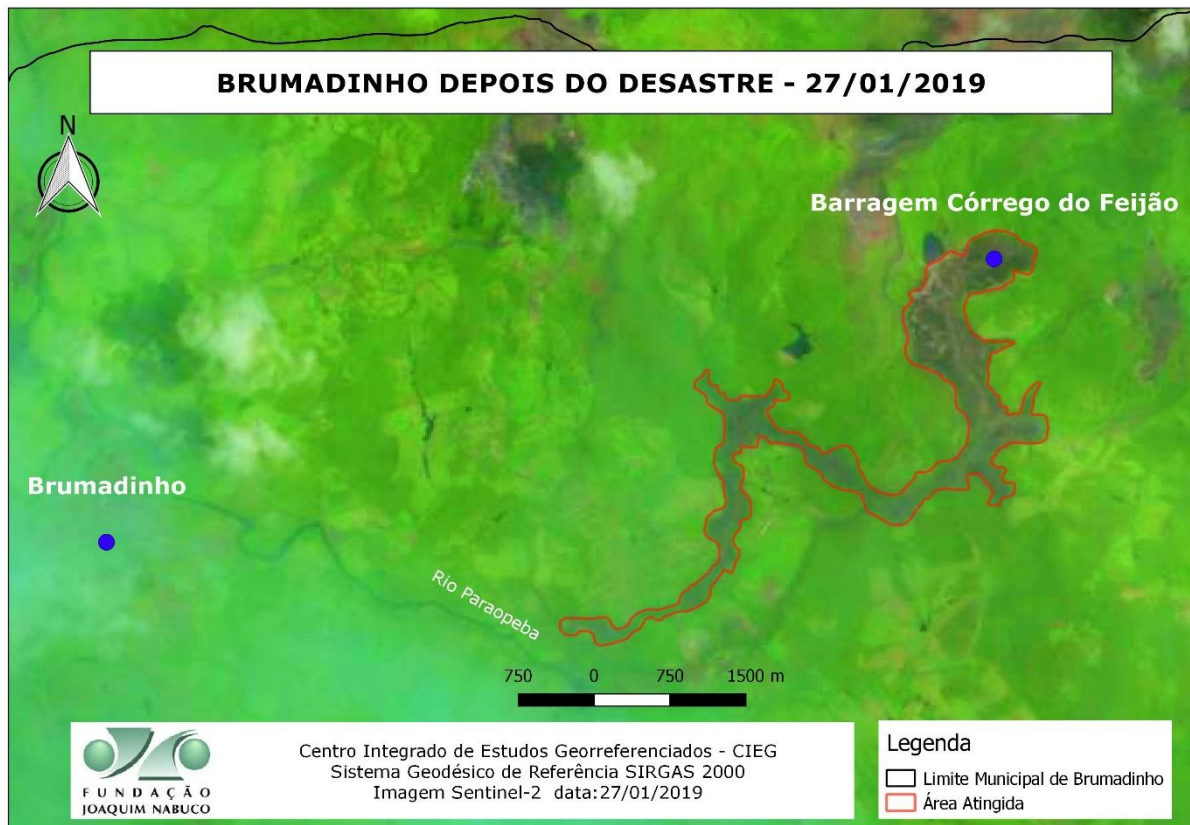 BRUMADINHO DEPOIS DO DESASTRE - 27/01/2019
N
Barragem Córrego do Feijão
Brumadinho
Rio Paraopeba
750 0 750 1500 m
FUNDAÇÃO
JOAQUIM NABUCO
Centro Integrado de Estudos Georreferenciados - CIEG
Sistema Geodésico de Referência SIRGAS 2000
Imagem Sentinel-2 data:27/01/2019
Legenda
Limite Municipal de Brumadinho
Área Atingida